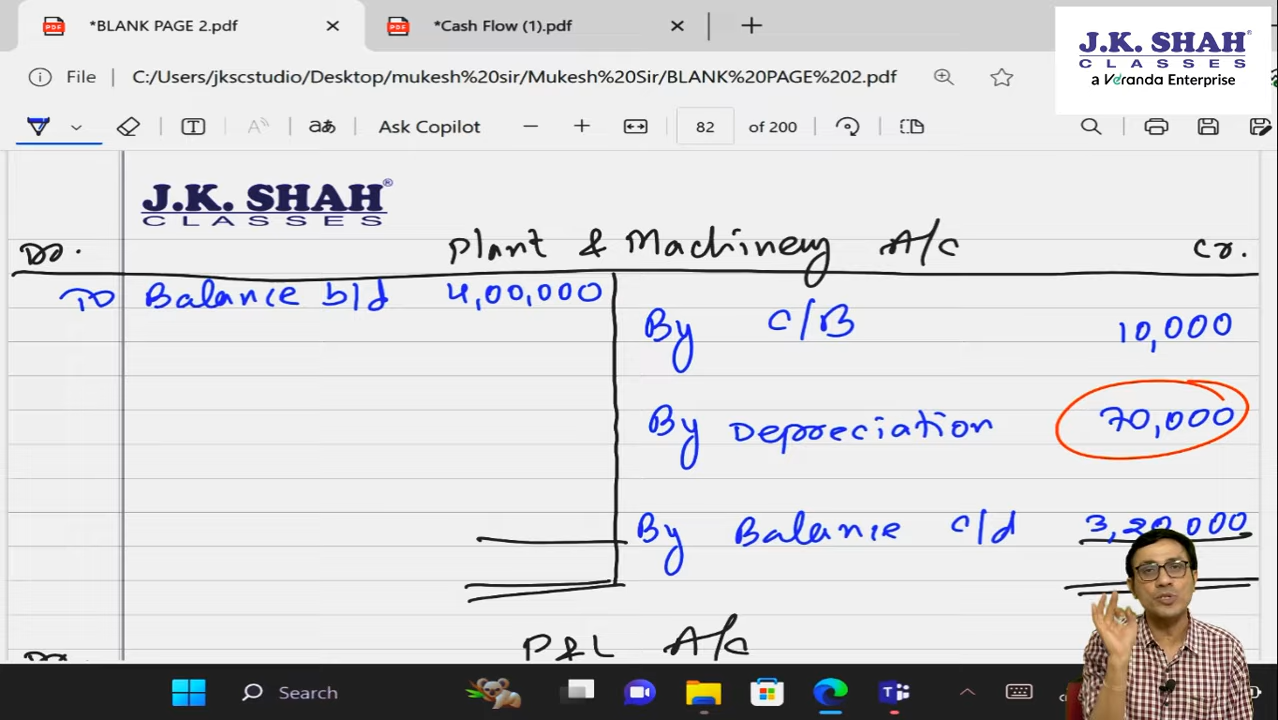 *BLANK PAGE 2.pdf
*Cash Flow (1).pdf
J.K. SHAH®
CLASSES
a Veranda Enterprise
File C:/Users/jkscstudio/Desktop/mukesh%20sir/Mukesh%20Sir/BLANK%20PAGE%202.pdf
Ask Copilot 82 of 200
J.K. SHAH®
CLASSES
Dr. Plant & Machinery A/c Cr.
To Balance b/d 4,00,000
By C/B 10,000
By Depreciation 70,000
By Balance c/d 3,20,000
P&L A/c
Dr.
Search